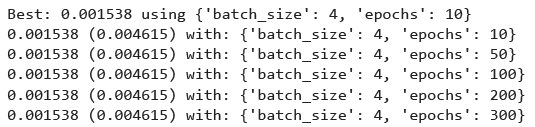 Best: 0.001538 using {'batch_size': 4, 'epochs': 10}
0.001538 (0.004615) with: {'batch_size': 4, 'epochs': 10}
0.001538 (0.004615) with: {'batch_size': 4, 'epochs': 50}
0.001538 (0.004615) with: {'batch_size': 4, 'epochs': 100}
0.001538 (0.004615) with: {'batch_size': 4, 'epochs': 200}
0.001538 (0.004615) with: {'batch_size': 4, 'epochs': 300}